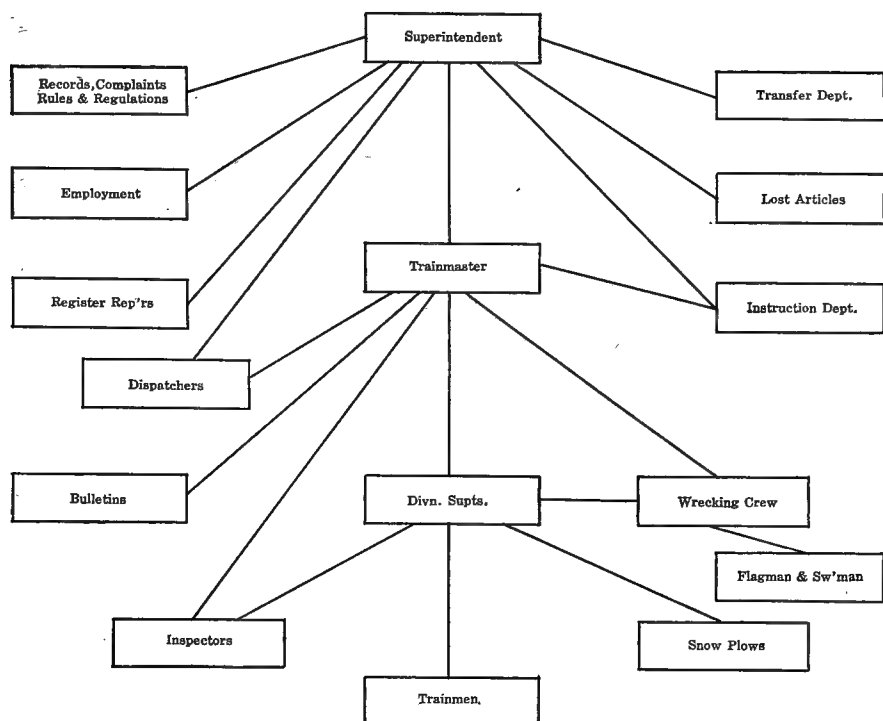 Superintendent
Records, Complaints
Rules & Regulations
Transfer Dept.
Employment
Lost Articles
Trainmaster
Register Rep'rs
Instruction Dept.
Dispatchers
Bulletins
Divn. Supts.
Wrecking Crew
Flagman & Sw'man
Inspectors
Snow Plows
Trainmen.